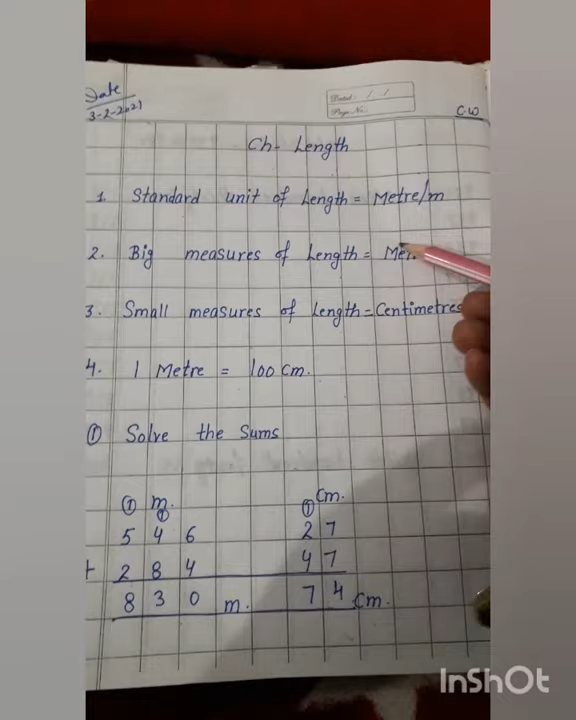 Date
3-2-2021
Dated: / /
Page No:
C.W
Ch- Length
1. Standard unit of Length = Metre/m
2. Big measures of Length =
3. Small measures of Length = Centimetres
4. 1 Metre = 100 Cm.
① Solve the Sums
① m. Cm.
① ①
5 4 6 2 7
+ 2 8 4 4 7
8 3 0 m. 7 4 Cm.
InShOt